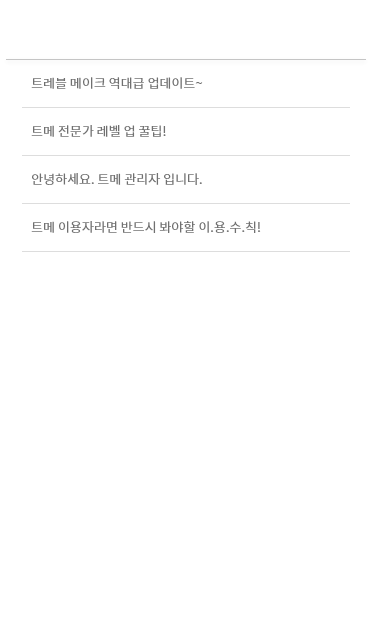 트레블 메이크 역대급 업데이트~
트메 전문가 레벨 업 꿀팁!
안녕하세요. 트메 관리자 입니다.
트메 이용자라면 반드시 봐야할 이.용.수.칙!